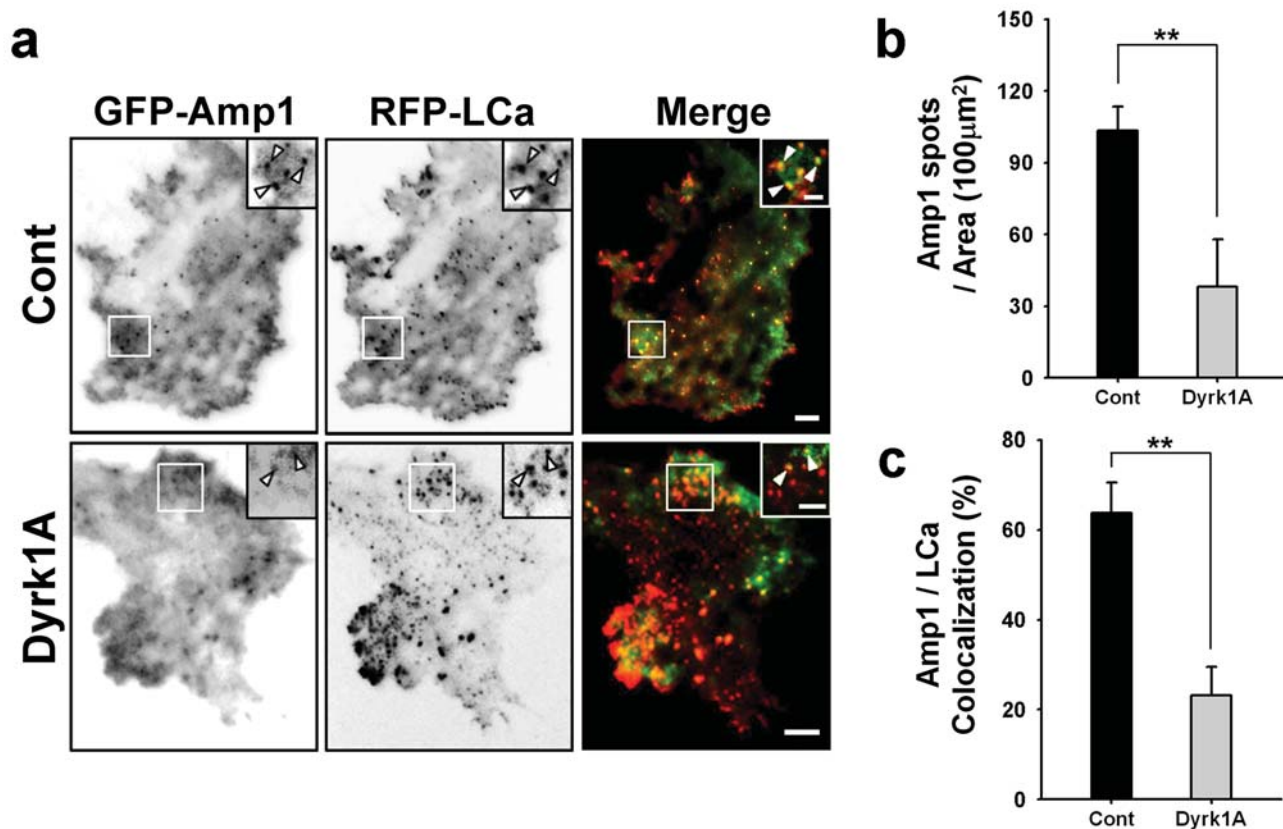 a
GFP-Amp1
RFP-LCa
Merge
Cont
Dyrk1A
b
Amp1 spots
/ Area (100μm²)
150
120
90
60
30
0
**
Cont
Dyrk1A
c
Amp1 / LCa
Colocalization (%)
80
60
40
20
0
**
Cont
Dyrk1A